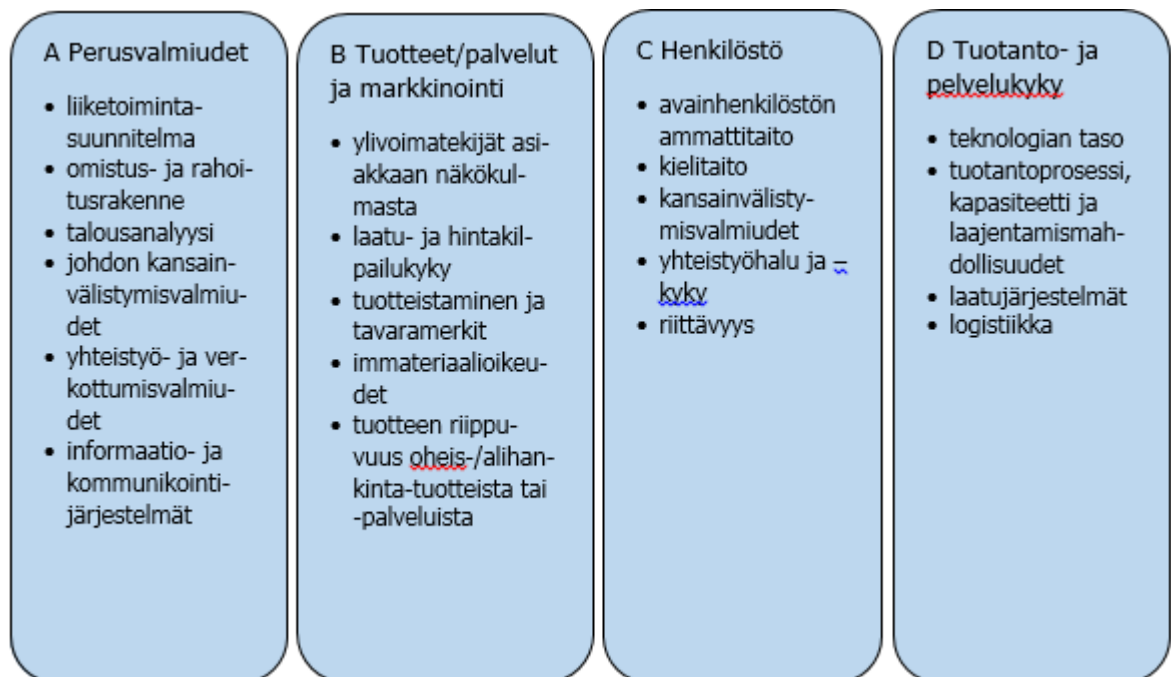 A Perusvalmiudet
• liiketoiminta-
suunnitelma
• omistus- ja rahoi-
tusrakenne
• talousanalyysi
• johdon kansain-
välistymisvalmiu-
det
• yhteistyö- ja ver-
kottumisvalmiu-
det
• informaatio- ja
kommunikointi-
järjestelmät
B Tuotteet/palvelut
ja markkinointi
• ylivoimatekijät asi-
akkaan näkökul-
masta
• laatu- ja hintakil-
pailukyky
• tuotteistaminen ja
tavaramerkit
• immateriaalioikeu-
det
• tuotteen riippu-
vuus oheis-/alihan-
kinta-tuotteista tai
-palveluista
C Henkilöstö
• avainhenkilöstön
ammattitaito
• kielitaito
• kansainvälisty-
misvalmiudet
• yhteistyöhalu ja –
kyky
• riittävyys
D Tuotanto- ja
pelvelukyky
• teknologian taso
• tuotantoprosessi,
kapasiteetti ja
laajentamismah-
dollisuudet
• laatujärjestelmät
• logistiikka